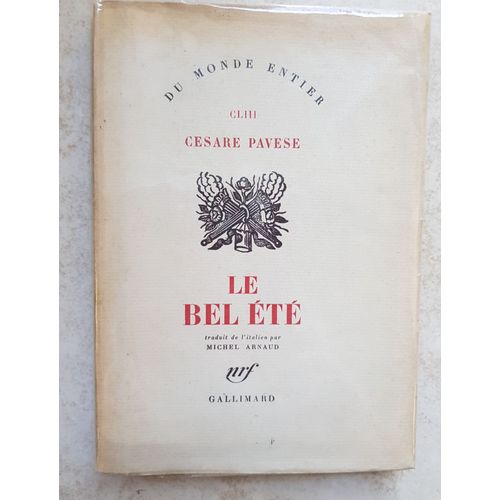 DU MONDE ENTIER
CLIII
CESARE PAVESE
LE
BEL ÉTÉ
traduit de l'italien par
MICHEL ARNAUD
nrf
GALLIMARD